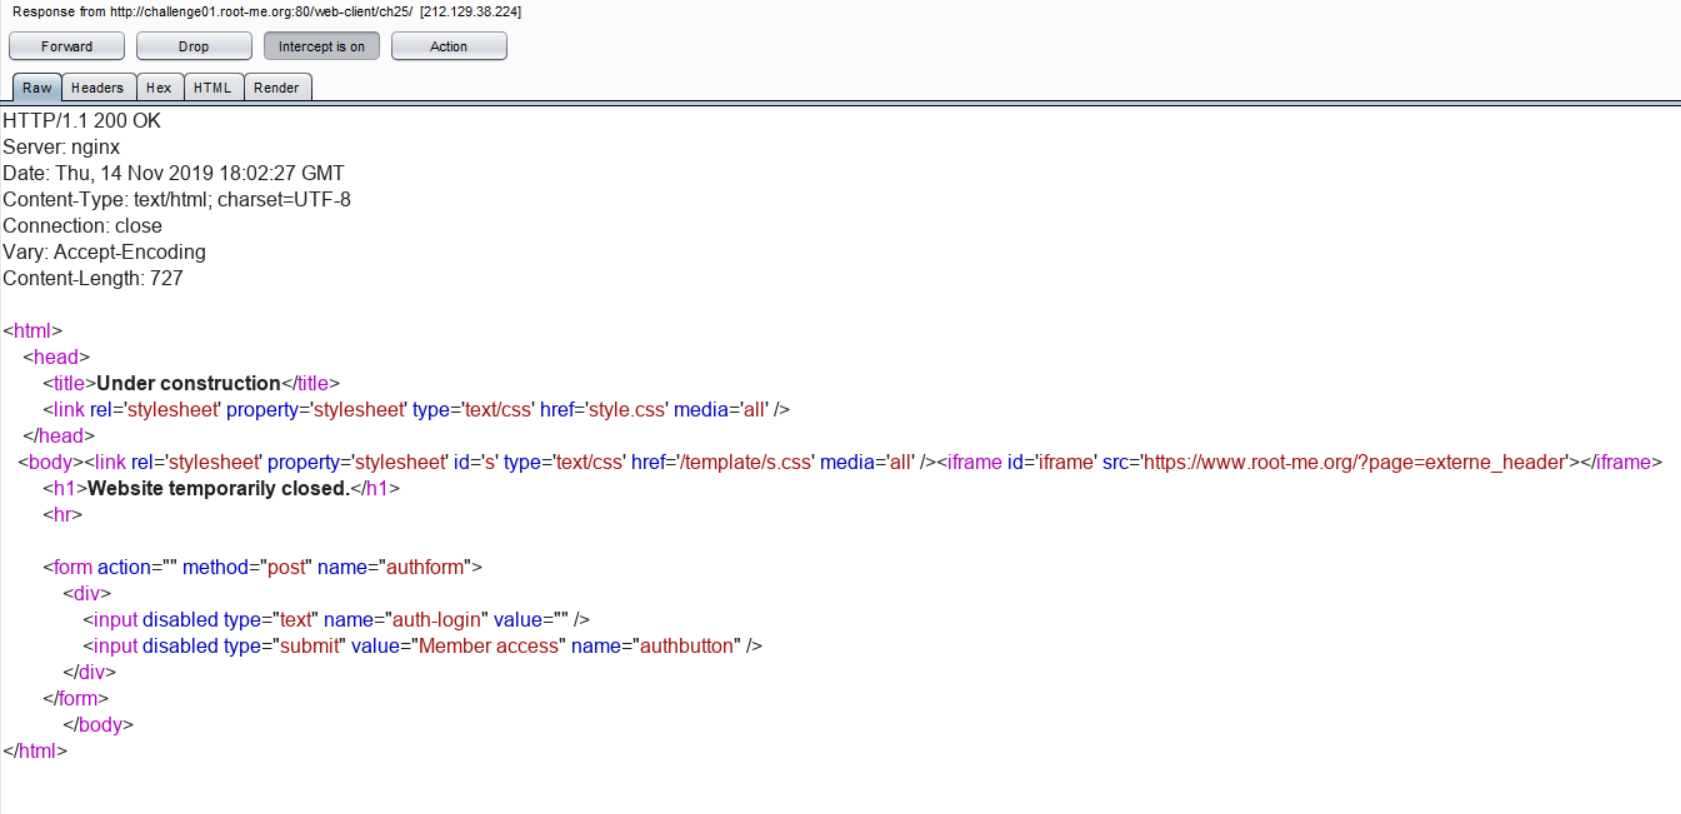 Response from http://challenge01.root-me.org:80/web-client/ch25/ [212.129.38.224]
Forward Drop Intercept is on Action
Raw Headers Hex HTML Render
HTTP/1.1 200 OK
Server: nginx
Date: Thu, 14 Nov 2019 18:02:27 GMT
Content-Type: text/html; charset=UTF-8
Connection: close
Vary: Accept-Encoding
Content-Length: 727
<html>
<head>
<title>Under construction</title>
<link rel='stylesheet' property='stylesheet' type='text/css' href='style.css' media='all' />
</head>
<body><link rel='stylesheet' property='stylesheet' id='s' type='text/css' href='/template/s.css' media='all' /><iframe id='iframe' src='https://www.root-me.org/?page=externe_header'></iframe>
<h1>Website temporarily closed.</h1>
<hr>
<form action="" method="post" name="authform">
<div>
<input disabled type="text" name="auth-login" value="" />
<input disabled type="submit" value="Member access" name="authbutton" />
</div>
</form>
</body>
</html>